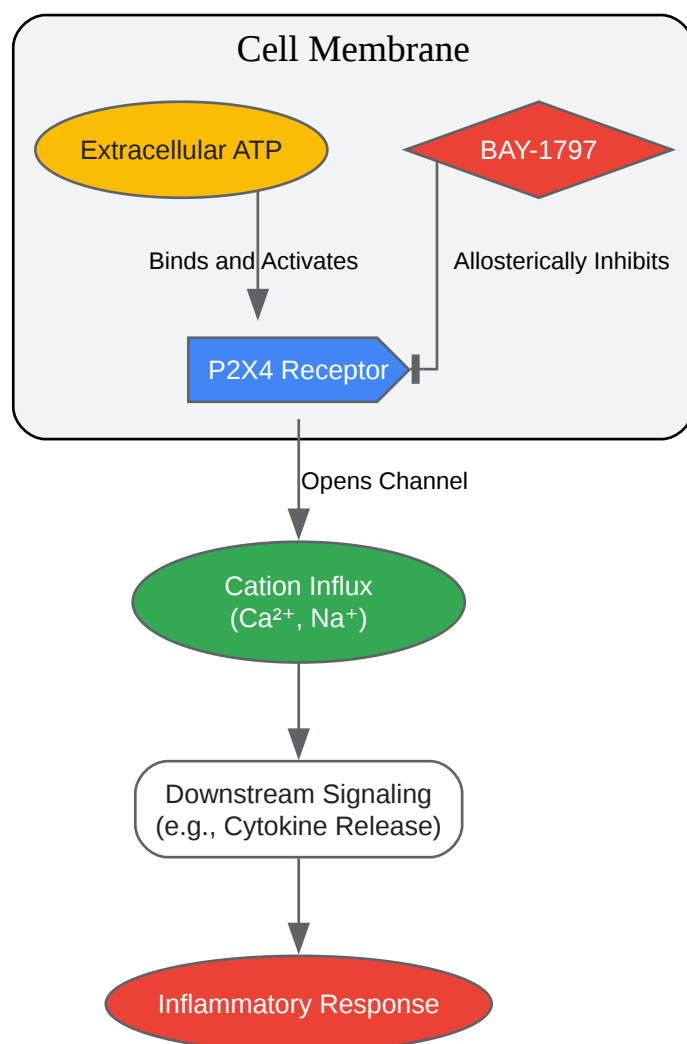 Cell Membrane
Extracellular ATP
BAY-1797
Binds and Activates
Allosterically Inhibits
P2X4 Receptor
Opens Channel
Cation Influx
(Ca²⁺, Na⁺)
Downstream Signaling
(e.g., Cytokine Release)
Inflammatory Response